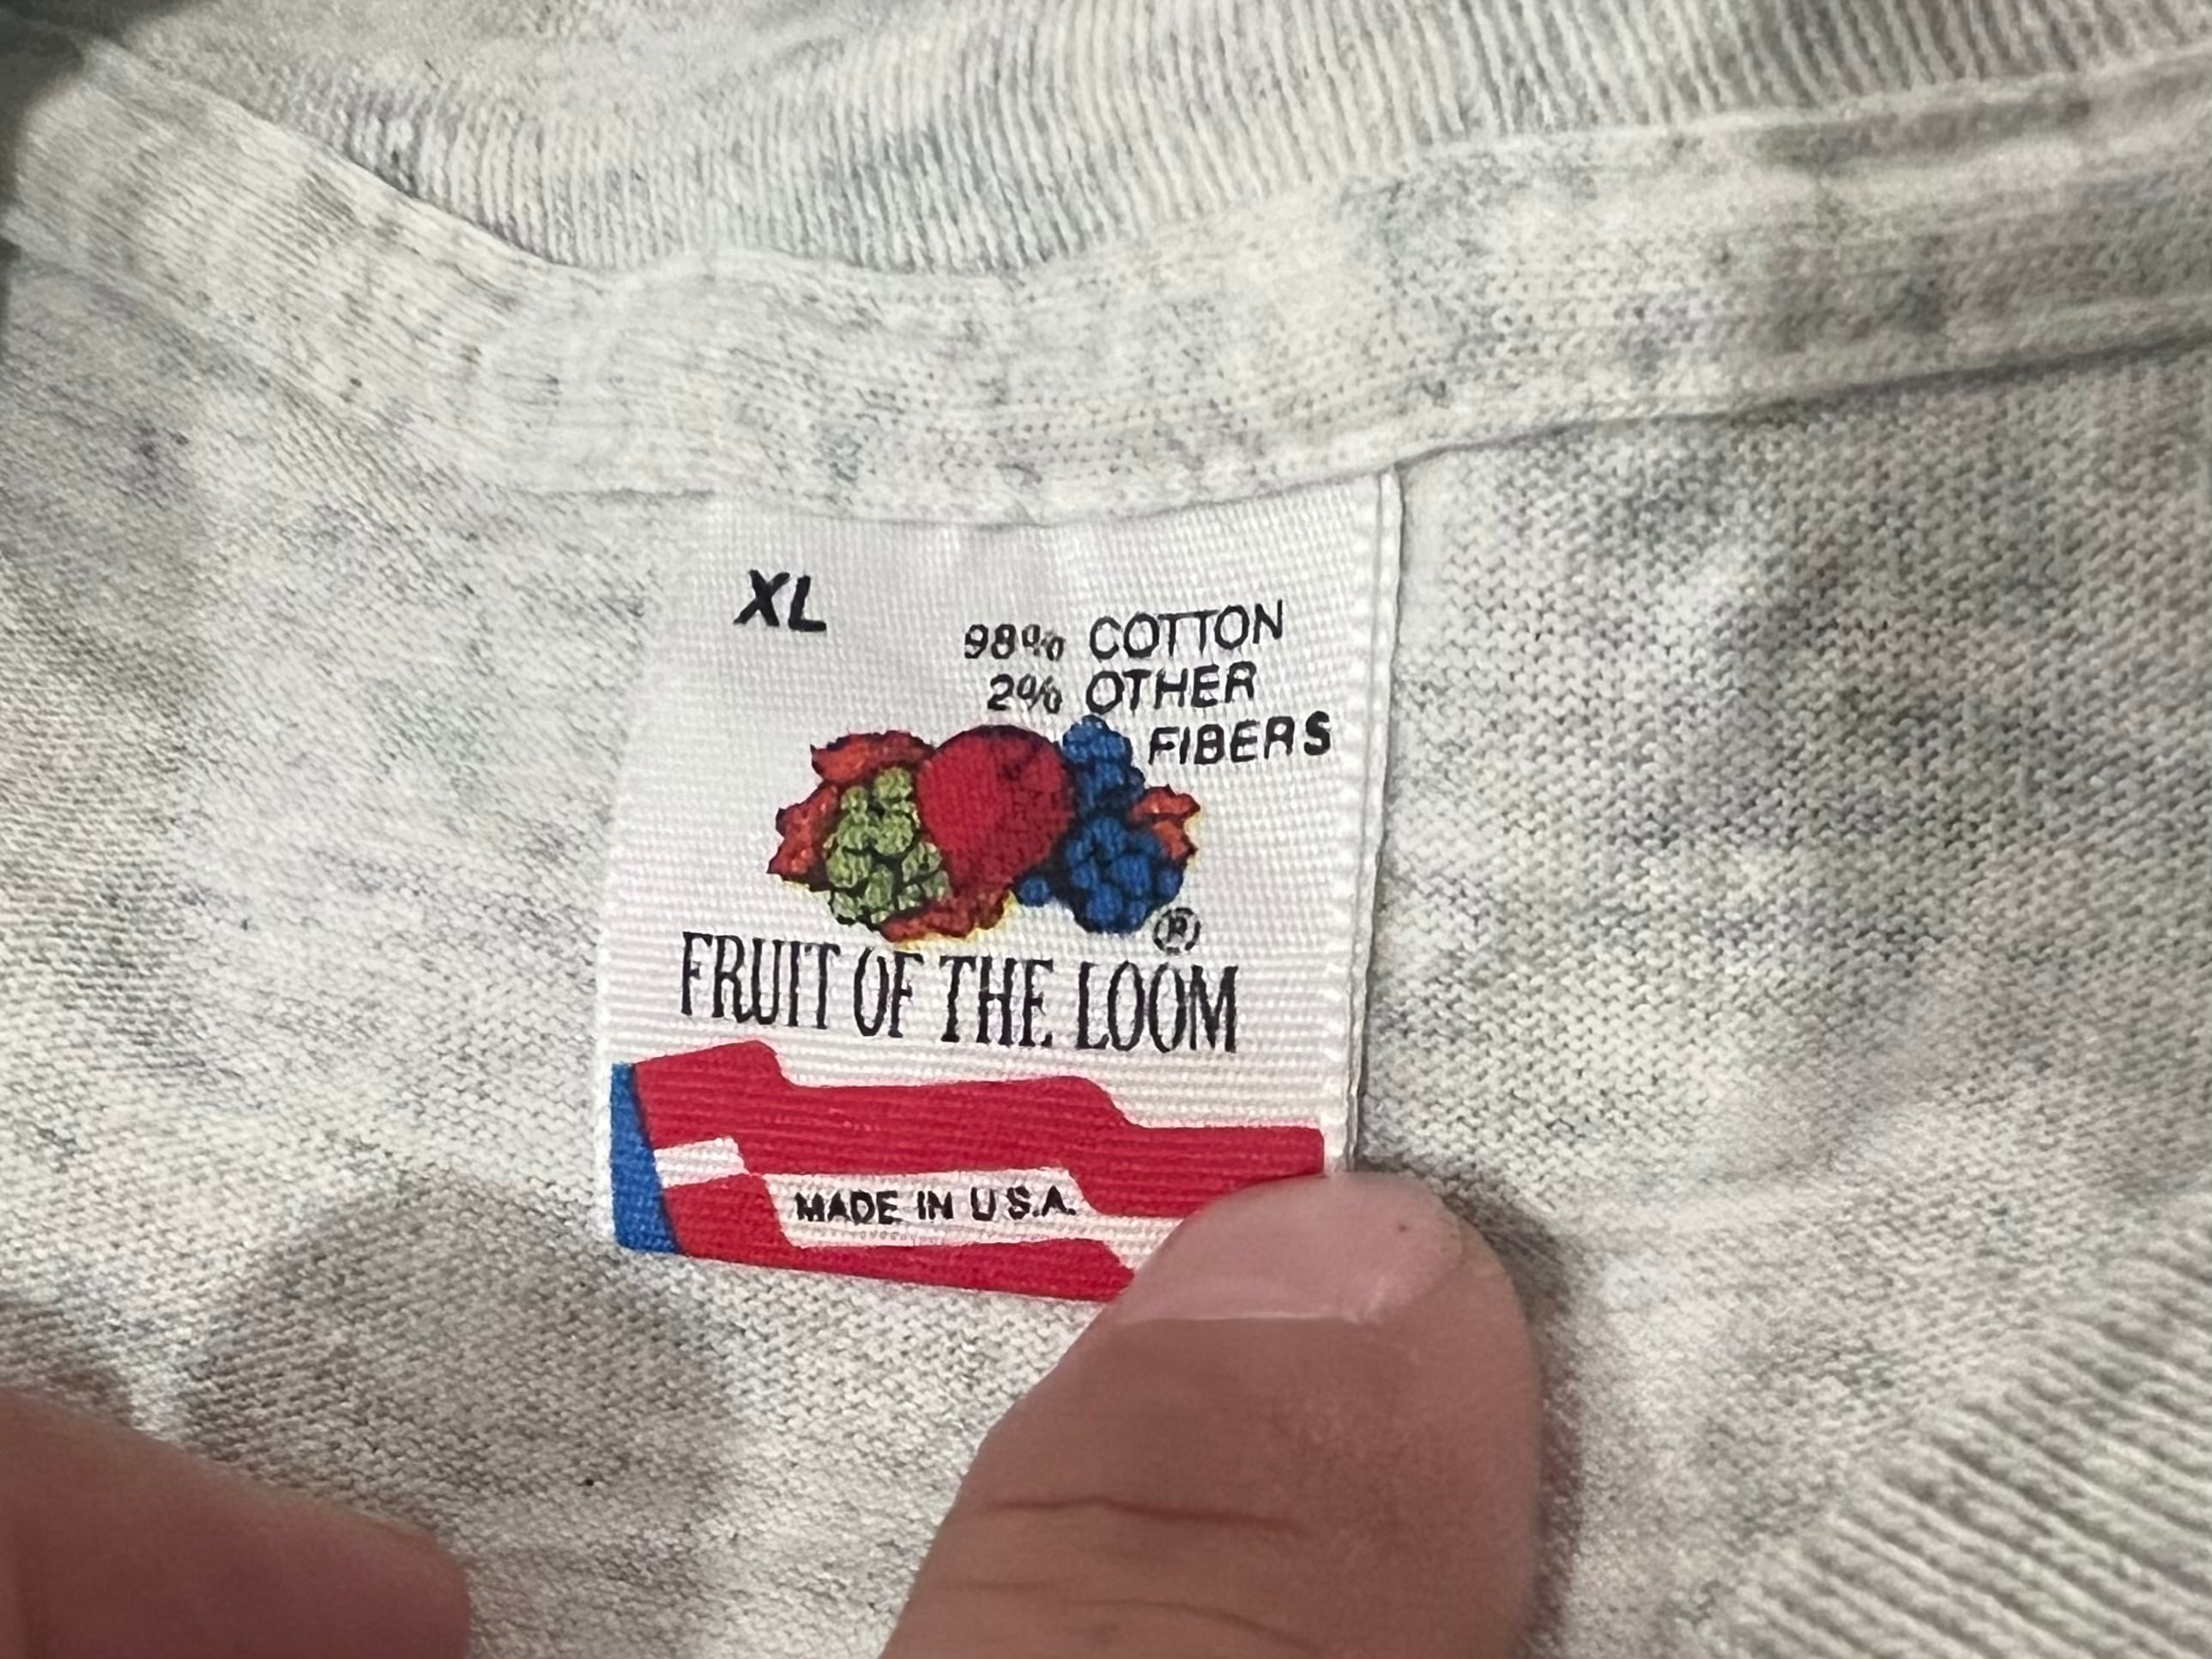 XL
98% COTTON
2% OTHER
FIBERS
®
FRUIT OF THE LOOM
MADE IN U.S.A.